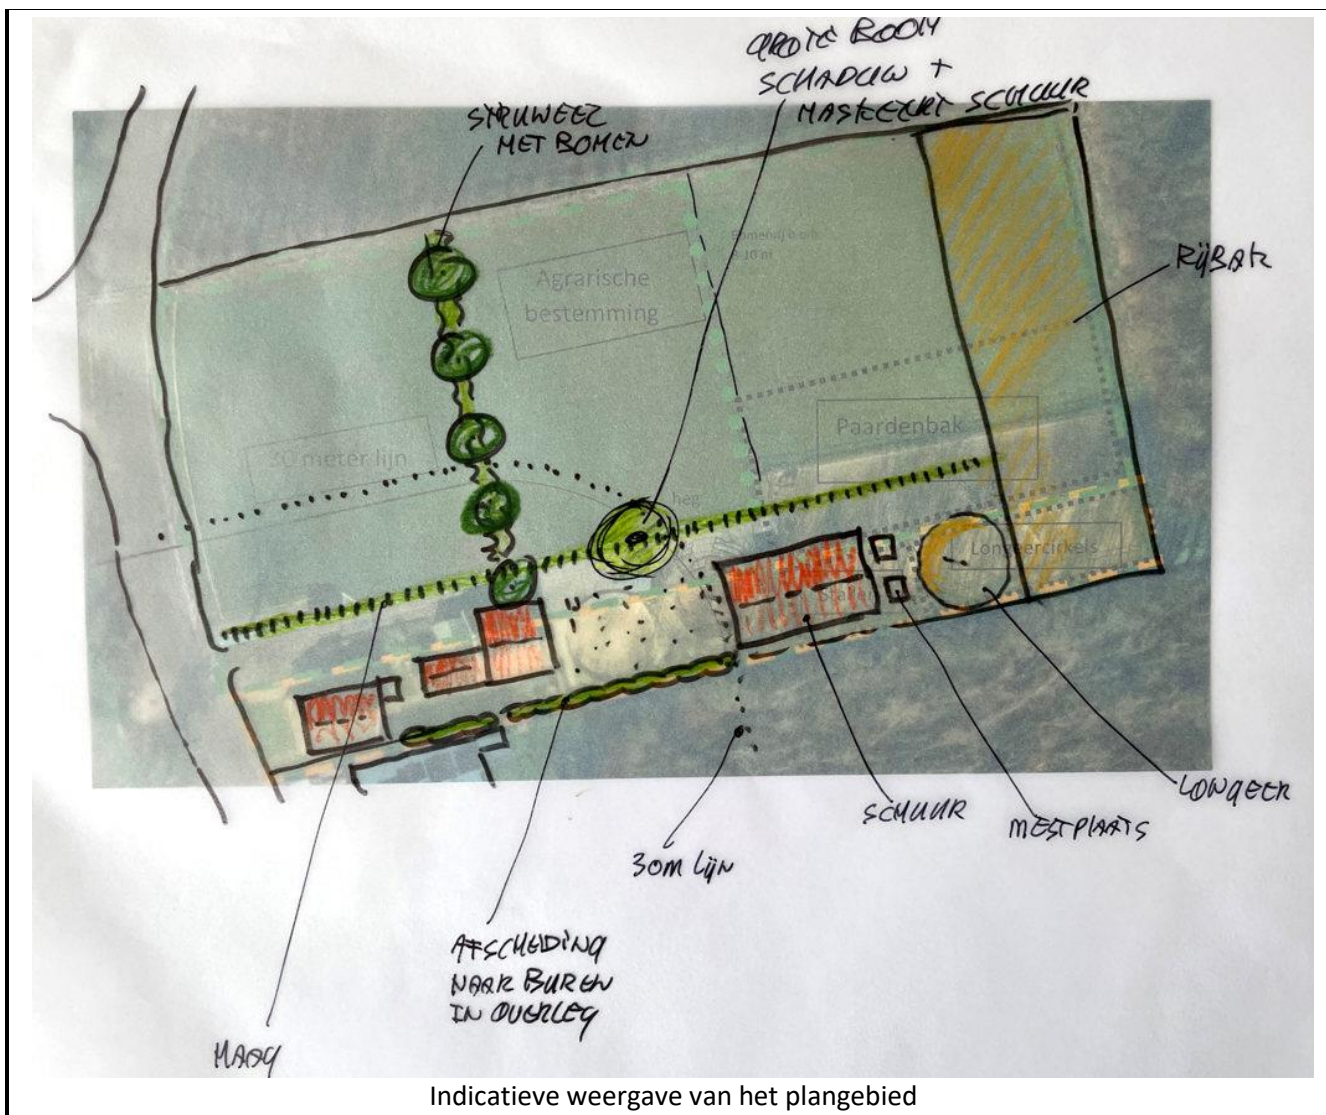 GROTE BOOM
SCHADUW +
MASKEERT SCHUUR
STRUWEEL
MET BOMEN
Agrarische
bestemming
10 m
RIJBAK
30 meter lijn
Paardenbak
heg
Longeercirkels
LONGEER
SCHUUR
MESTPLAATS
30M LIJN
AFSCHEIDING
NAAR BUREN
IN OVERLEG
HAAG
Indicatieve weergave van het plangebied